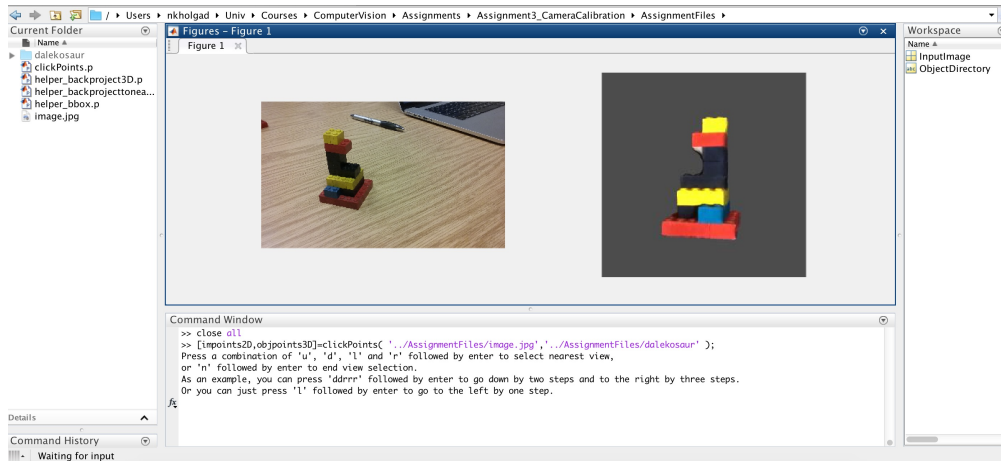 / ▸ Users ▸ nkholgad ▸ Univ ▸ Courses ▸ ComputerVision ▸ Assignments ▸ Assignment3_CameraCalibration ▸ AssignmentFiles ▸
Current Folder
Name
dalekosaur
clickPoints.p
helper_backproject3D.p
helper_backprojecttonea...
helper_bbox.p
image.jpg
Details
Command History
Waiting for input
Figures - Figure 1
Figure 1
Command Window
>> close all
>> [impoints2D,objpoints3D]=clickPoints( '../AssignmentFiles/image.jpg','../AssignmentFiles/dalekosaur' );
Press a combination of 'u', 'd', 'l' and 'r' followed by enter to select nearest view,
or 'n' followed by enter to end view selection.
As an example, you can press 'ddrrr' followed by enter to go down by two steps and to the right by three steps.
Or you can just press 'l' followed by enter to go to the left by one step.
fx
Workspace
Name
InputImage
ObjectDirectory